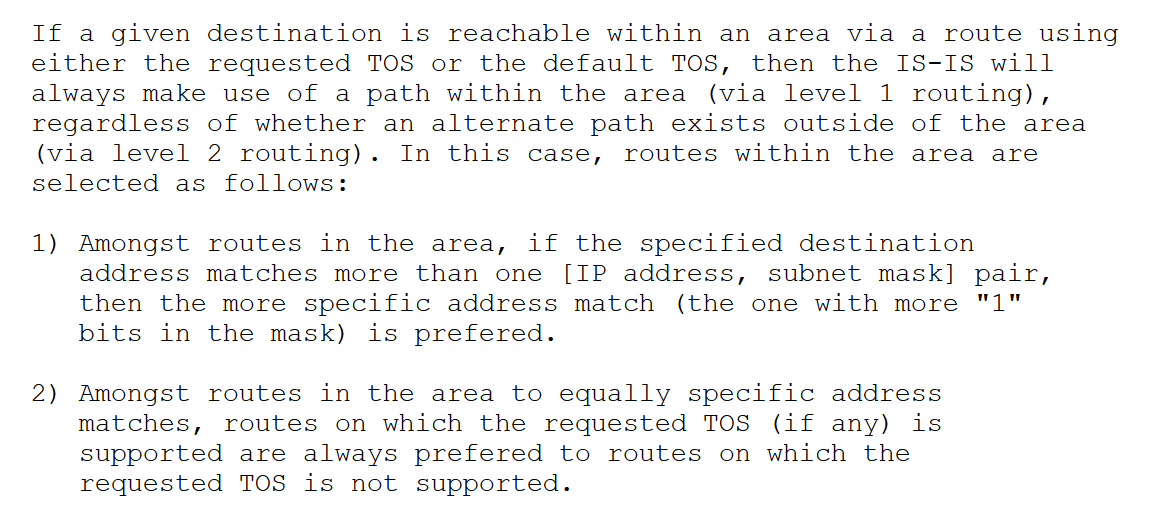 If a given destination is reachable within an area via a route using
either the requested TOS or the default TOS, then the IS-IS will
always make use of a path within the area (via level 1 routing),
regardless of whether an alternate path exists outside of the area
(via level 2 routing). In this case, routes within the area are
selected as follows:
1) Amongst routes in the area, if the specified destination
address matches more than one [IP address, subnet mask] pair,
then the more specific address match (the one with more "1"
bits in the mask) is prefered.
2) Amongst routes in the area to equally specific address
matches, routes on which the requested TOS (if any) is
supported are always prefered to routes on which the
requested TOS is not supported.